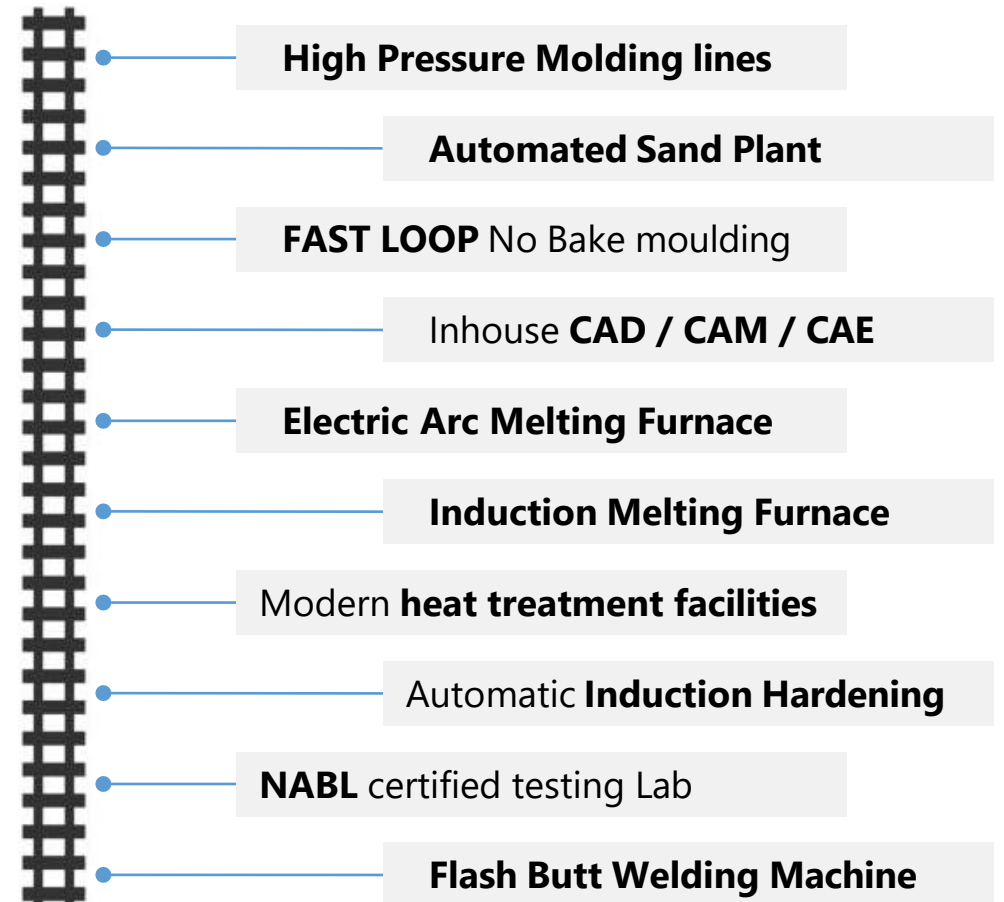 High Pressure Molding lines
Automated Sand Plant
FAST LOOP No Bake moulding
Inhouse CAD / CAM / CAE
Electric Arc Melting Furnace
Induction Melting Furnace
Modern heat treatment facilities
Automatic Induction Hardening
NABL certified testing Lab
Flash Butt Welding Machine